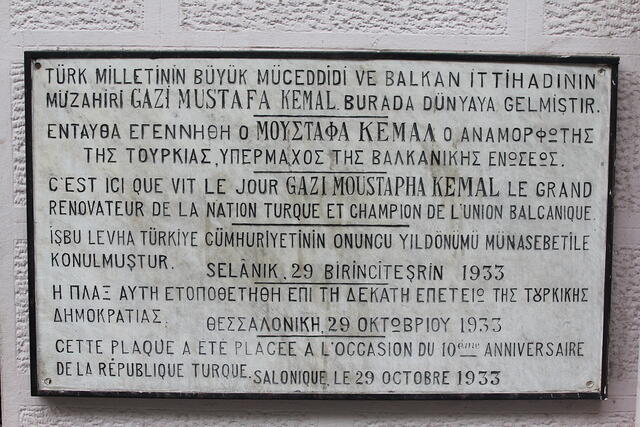 TÜRK MİLLETİNİN BÜYÜK MÜCEDDİDİ VE BALKAN İTTİHADININ
MÜZAHİRİ GAZİ MUSTAFA KEMAL. BURADA DÜNYAYA GELMİŞTİR.
ΕΝΤΑΥΘΑ ΕΓΕΝΝΗΘΗ Ο ΜΟΥΣΤΑΦΑ ΚΕΜΑΛ Ο ΑΝΑΜΟΡΦΩΤΗΣ
ΤΗΣ ΤΟΥΡΚΙΑΣ, ΥΠΕΡΜΑΧΟΣ ΤΗΣ ΒΑΛΚΑΝΙΚΗΣ ΕΝΩΣΕΩΣ.
C'EST ICI QUE VIT LE JOUR GAZI MOUSTAPHA KEMAL LE GRAND
RENOVATEUR DE LA NATION TURQUE ET CHAMPION DE L'UNION BALCANIQUE.
İŞBU LEVHA TÜRKİYE CÜMHURİYETİNİN ONUNCU YILDÖNÜMÜ MÜNASEBETİLE
KONULMUŞTUR. SELÂNİK, 29 BİRİNCİTEŞRİN 1933
Η ΠΛΑΞ ΑΥΤΗ ΕΤΟΠΟΘΕΤΗΘΗ ΕΠΙ ΤΗ ΔΕΚΑΤΗ ΕΠΕΤΕΙΩ ΤΗΣ ΤȢΡΚΙΚΗΣ
ΔΗΜΟΚΡΑΤΙΑΣ. ΘΕΣΣΑΛΟΝΙΚΗ, 29 ΟΚΤΩΒΡΙΟΥ 1933
CETTE PLAQUE A ETE PLACEE A L'OCCASION DU 10ème ANNIVERSAIRE
DE LA RÉPUBLIQUE TURQUE. SALONIQUE, LE 29 OCTOBRE 1933